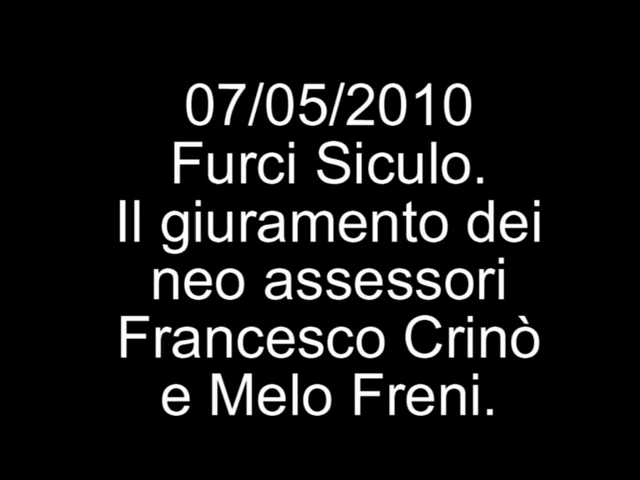 07/05/2010
Furci Siculo.
Il giuramento dei
neo assessori
Francesco Crinò
e Melo Freni.